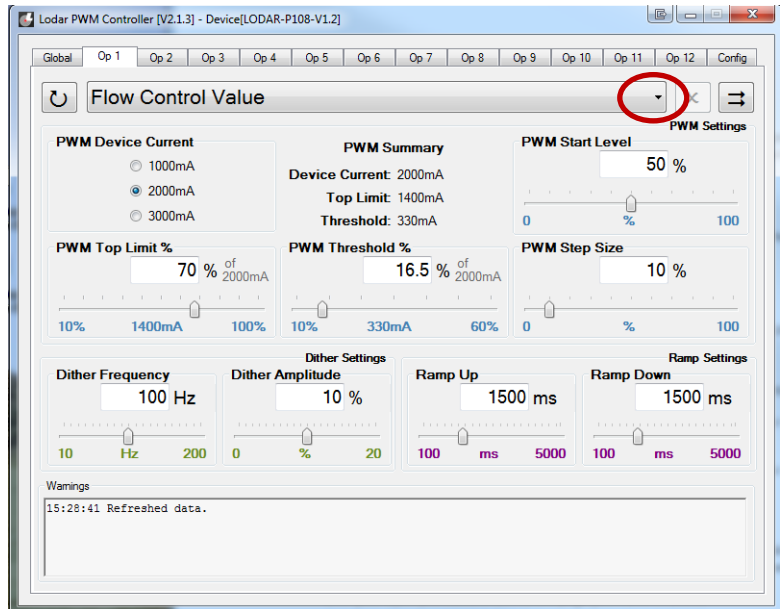 Lodar PWM Controller [V2.1.3] - Device[LODAR-P108-V1.2]
Global Op 1 Op 2 Op 3 Op 4 Op 5 Op 6 Op 7 Op 8 Op 9 Op 10 Op 11 Op 12 Config
Flow Control Value
PWM Settings
PWM Device Current
1000mA
2000mA
3000mA
PWM Summary
Device Current: 2000mA
Top Limit: 1400mA
Threshold: 330mA
PWM Start Level
50 %
0 % 100
PWM Top Limit %
70 % of 2000mA
10% 1400mA 100%
PWM Threshold %
16.5 % of 2000mA
10% 330mA 60%
PWM Step Size
10 %
0 % 100
Dither Settings
Dither Frequency
100 Hz
10 Hz 200
Dither Amplitude
10 %
0 % 20
Ramp Settings
Ramp Up
1500 ms
100 ms 5000
Ramp Down
1500 ms
100 ms 5000
Warnings
15:28:41 Refreshed data.